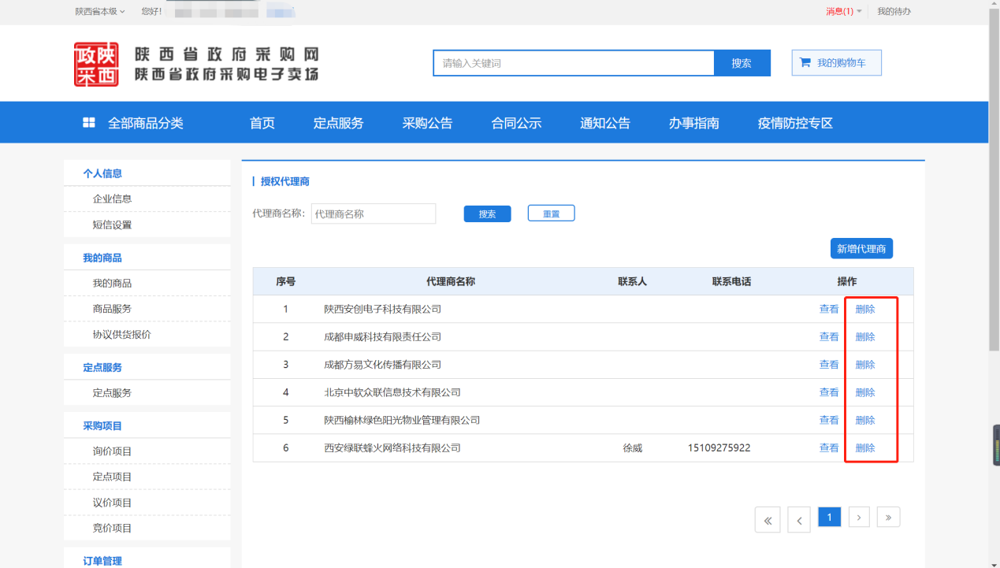 陕西省本级 您好！ 消息(1) 我的待办
政陕
采西
陕西省政府采购网
陕西省政府采购电子卖场
请输入关键词 搜索 我的购物车
全部商品分类 首页 定点服务 采购公告 合同公示 通知公告 办事指南 疫情防控专区
个人信息
企业信息
短信设置
我的商品
我的商品
商品服务
协议供货报价
定点服务
定点服务
采购项目
询价项目
定点项目
议价项目
竞价项目
订单管理
授权代理商
代理商名称： 代理商名称 搜索 重置
新增代理商
序号 代理商名称 联系人 联系电话 操作
1 陕西安创电子科技有限公司 查看 删除
2 成都申威科技有限责任公司 查看 删除
3 成都方易文化传播有限公司 查看 删除
4 北京中软众联信息技术有限公司 查看 删除
5 陕西榆林绿色阳光物业管理有限公司 查看 删除
6 西安绿联蜂火网络科技有限公司 徐威 15109275922 查看 删除
« ‹ 1 › »